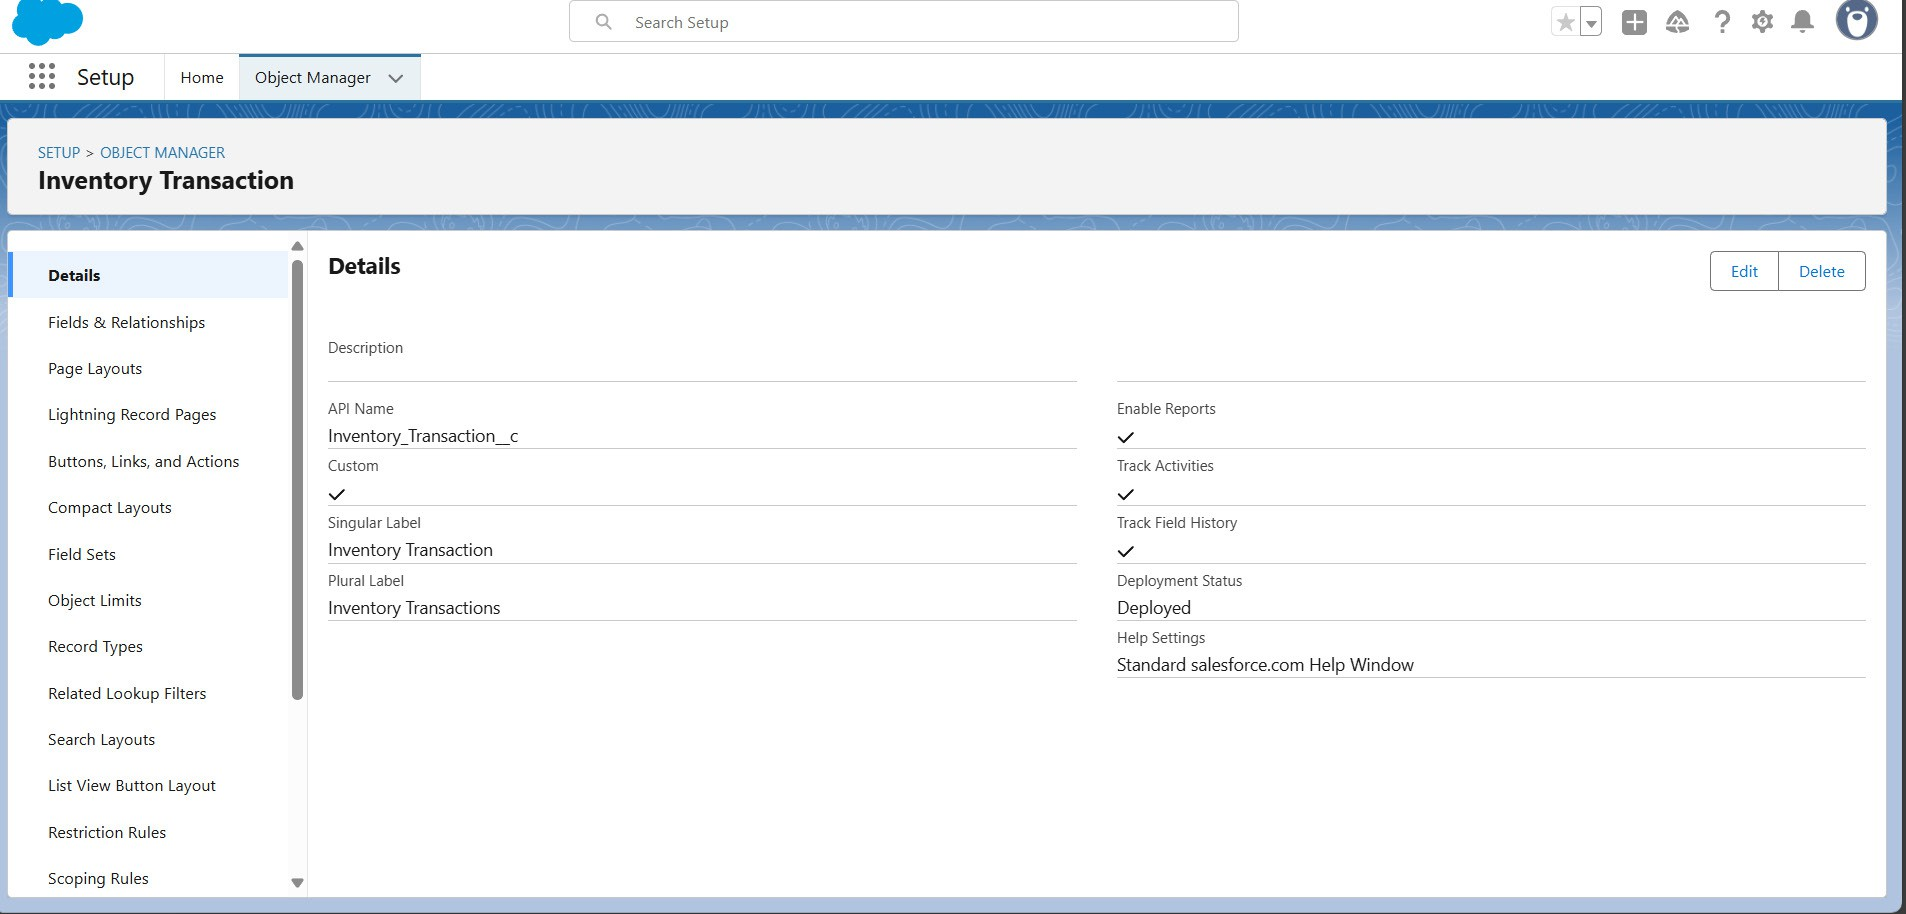 Search Setup
Setup
Home
Object Manager
SETUP > OBJECT MANAGER
Inventory Transaction
Details
Fields & Relationships
Page Layouts
Lightning Record Pages
Buttons, Links, and Actions
Compact Layouts
Field Sets
Object Limits
Record Types
Related Lookup Filters
Search Layouts
List View Button Layout
Restriction Rules
Scoping Rules
Details
Edit
Delete
Description
API Name
Inventory_Transaction__c
Custom
Singular Label
Inventory Transaction
Plural Label
Inventory Transactions
Enable Reports
Track Activities
Track Field History
Deployment Status
Deployed
Help Settings
Standard salesforce.com Help Window